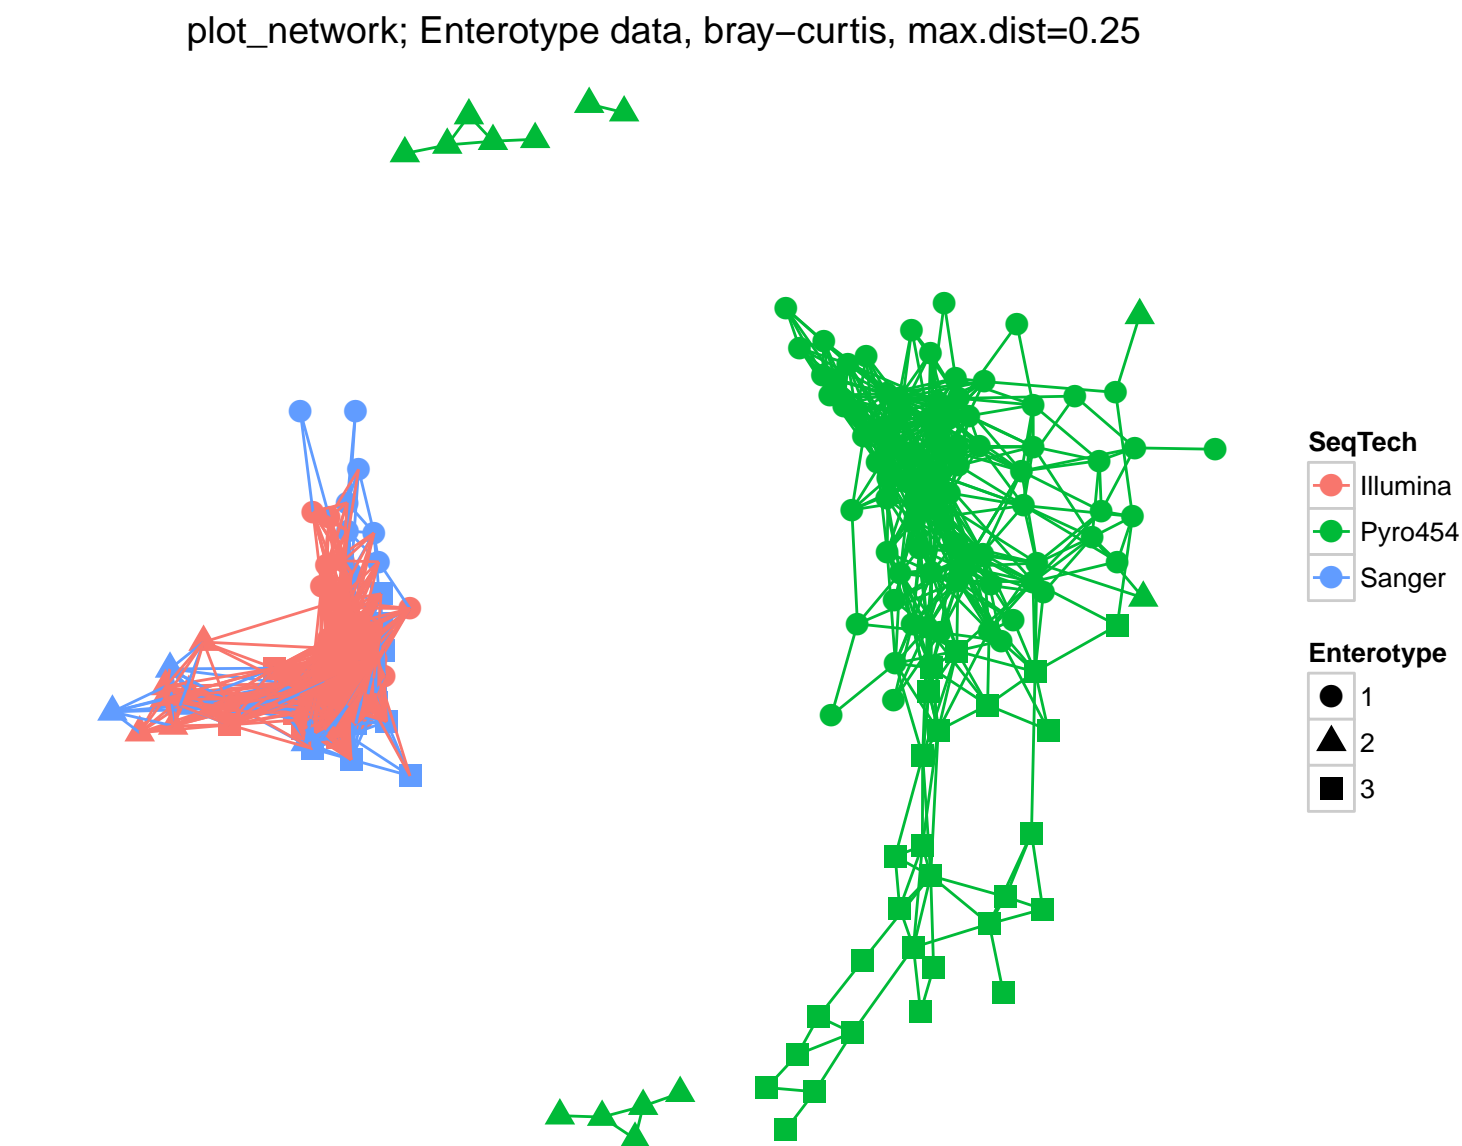 plot_network; Enterotype data, bray−curtis, max.dist=0.25
SeqTech
Illumina
Pyro454
Sanger
Enterotype
1
2
3